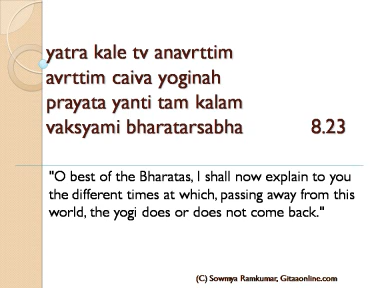 yatra kale tv anavrttim
avrttim caiva yoginah
prayata yanti tam kalam
vaksyami bharatarsabha 8.23
"O best of the Bharatas, I shall now explain to you
the different times at which, passing away from this
world, the yogi does or does not come back."
(C) Sowmya Ramkumar, Gitaaonline.com